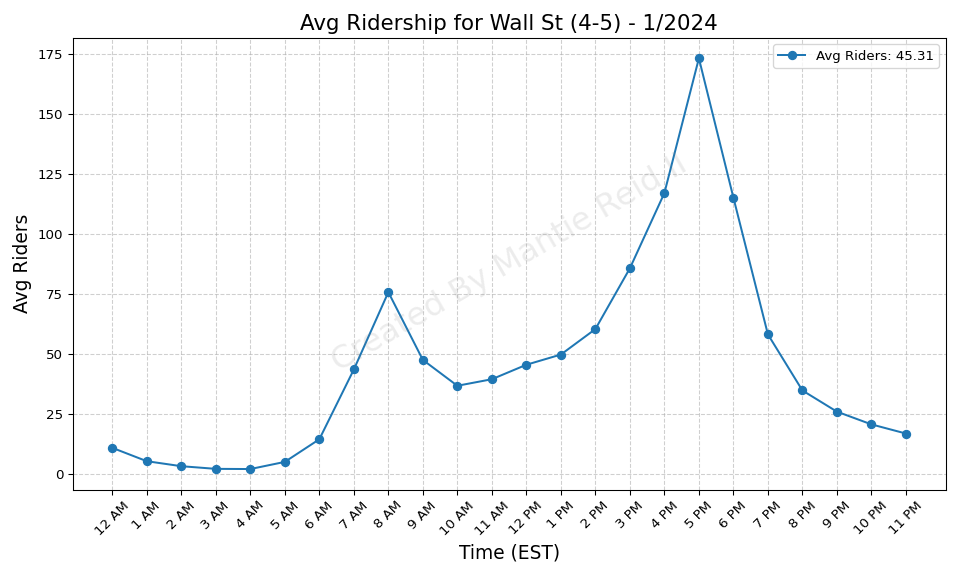 Avg Ridership for Wall St (4-5) - 1/2024
Avg Riders: 45.31
175
150
125
100
75
50
25
0
Avg Riders
Created By Mantie Reid II
12 AM
1 AM
2 AM
3 AM
4 AM
5 AM
6 AM
7 AM
8 AM
9 AM
10 AM
11 AM
12 PM
1 PM
2 PM
3 PM
4 PM
5 PM
6 PM
7 PM
8 PM
9 PM
10 PM
11 PM
Time (EST)